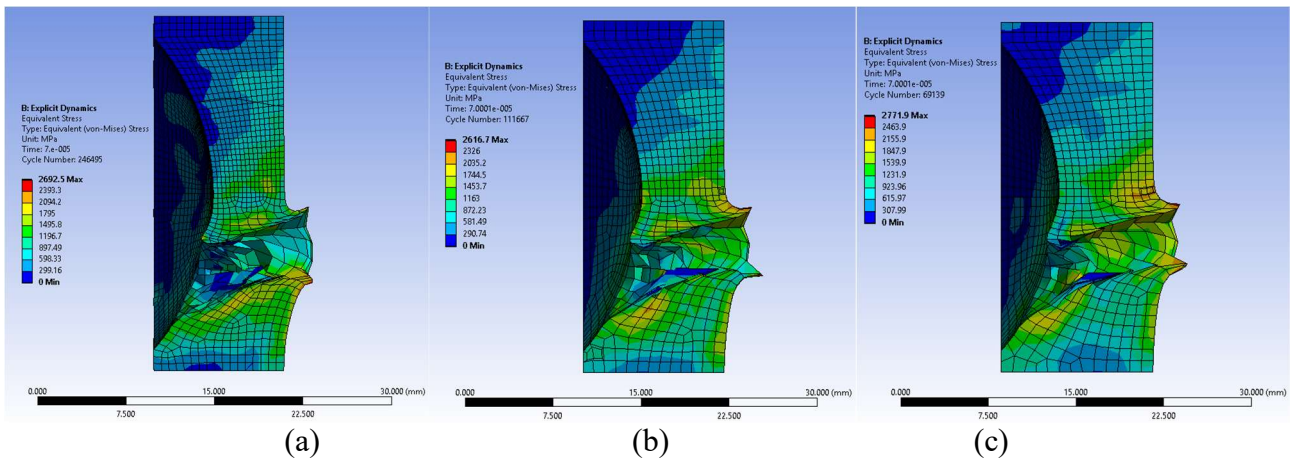 B: Explicit Dynamics
Equivalent Stress
Type: Equivalent (von-Mises) Stress
Unit: MPa
Time: 7.e-005
Cycle Number: 246495
2692.5 Max
2393.3
2094.2
1795
1495.8
1196.7
897.49
598.33
299.16
0 Min
0.000 15.000 30.000 (mm)
7.500 22.500
(a)
B: Explicit Dynamics
Equivalent Stress
Type: Equivalent (von-Mises) Stress
Unit: MPa
Time: 7.0001e-005
Cycle Number: 111667
2616.7 Max
2326
2035.2
1744.5
1453.7
1163
872.23
581.49
290.74
0 Min
0.000 15.000 30.000 (mm)
7.500 22.500
(b)
B: Explicit Dynamics
Equivalent Stress
Type: Equivalent (von-Mises) Stress
Unit: MPa
Time: 7.0001e-005
Cycle Number: 69139
2771.9 Max
2463.9
2155.9
1847.9
1539.9
1231.9
923.96
615.97
307.99
0 Min
0.000 15.000 30.000 (mm)
7.500 22.500
(c)